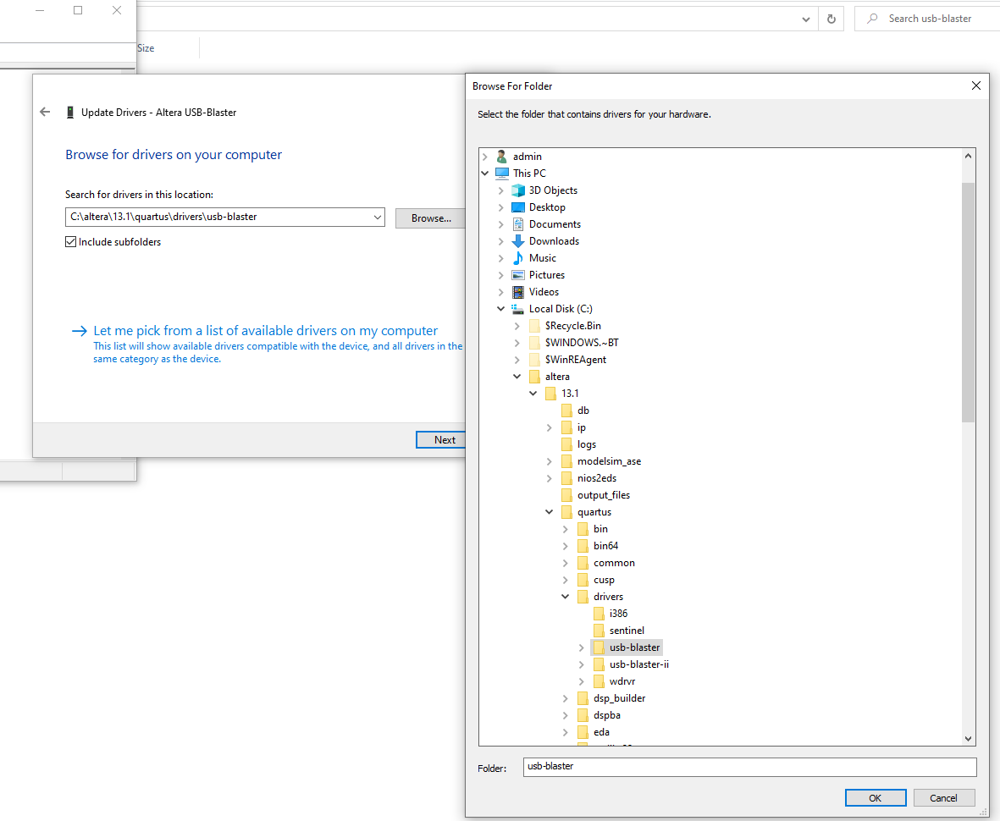 Search usb-blaster
Size
Update Drivers - Altera USB-Blaster
Browse for drivers on your computer
Search for drivers in this location:
C:\altera\13.1\quartus\drivers\usb-blaster
Browse...
Include subfolders
Let me pick from a list of available drivers on my computer
This list will show available drivers compatible with the device, and all drivers in the
same category as the device.
Next
Browse For Folder
Select the folder that contains drivers for your hardware.
admin
This PC
3D Objects
Desktop
Documents
Downloads
Music
Pictures
Videos
Local Disk (C:)
$Recycle.Bin
$WINDOWS.~BT
$WinREAgent
altera
13.1
db
ip
logs
modelsim_ase
nios2eds
output_files
quartus
bin
bin64
common
cusp
drivers
i386
sentinel
usb-blaster
usb-blaster-ii
wdrvr
dsp_builder
dspba
eda
Folder:
usb-blaster
OK
Cancel